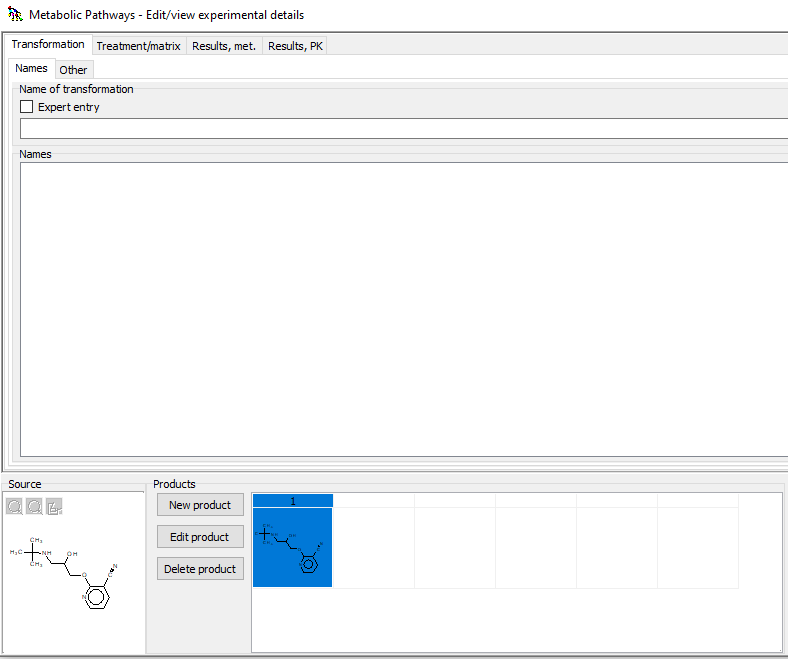 Metabolic Pathways - Edit/view experimental details
Transformation Treatment/matrix Results, met. Results, PK
Names Other
Name of transformation
Expert entry
Names
Source
Products
New product
Edit product
Delete product
1
CH3
H3C NH OH
CH3
O
N
C
N